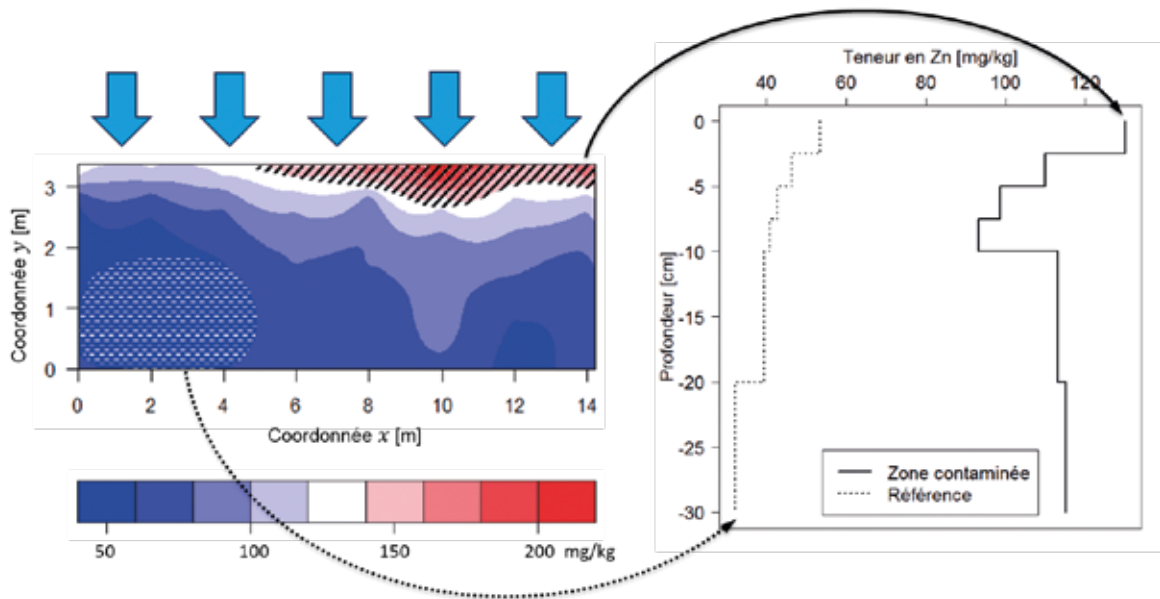 Coordonnée y [m]
3
2
1
0
0 2 4 6 8 10 12 14
Coordonnée x [m]
50 100 150 200 mg/kg
Teneur en Zn [mg/kg]
40 60 80 100 120
Profondeur [cm]
0
-5
-10
-15
-20
-25
-30
Zone contaminée
Référence